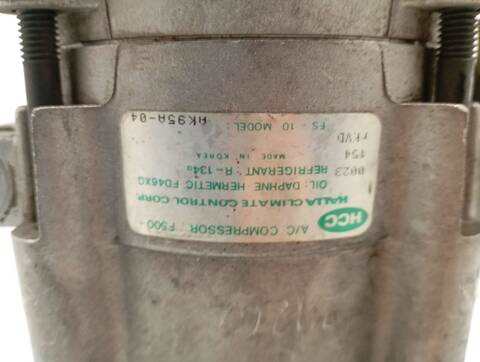 A/C COMPRESSOR : F500-
HCC
HALLA CLIMATE CONTROL CORP.
OIL: DAPHNE HERMETIC FD46XG
REFRIGERANT : R-134a
MADE IN KOREA
0023
154
FS-10 MODEL:
AK95A-04